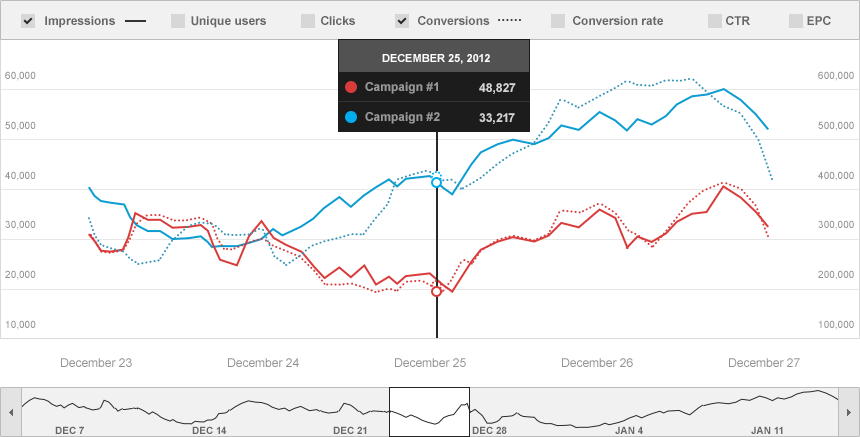 Impressions Unique users Clicks Conversions Conversion rate CTR EPC
DECEMBER 25, 2012
Campaign #1 48,827
Campaign #2 33,217
60,000 600,000
50,000 500,000
40,000 400,000
30,000 300,000
20,000 200,000
10,000 100,000
December 23 December 24 December 25 December 26 December 27
DEC 7 DEC 14 DEC 21 DEC 28 JAN 4 JAN 11